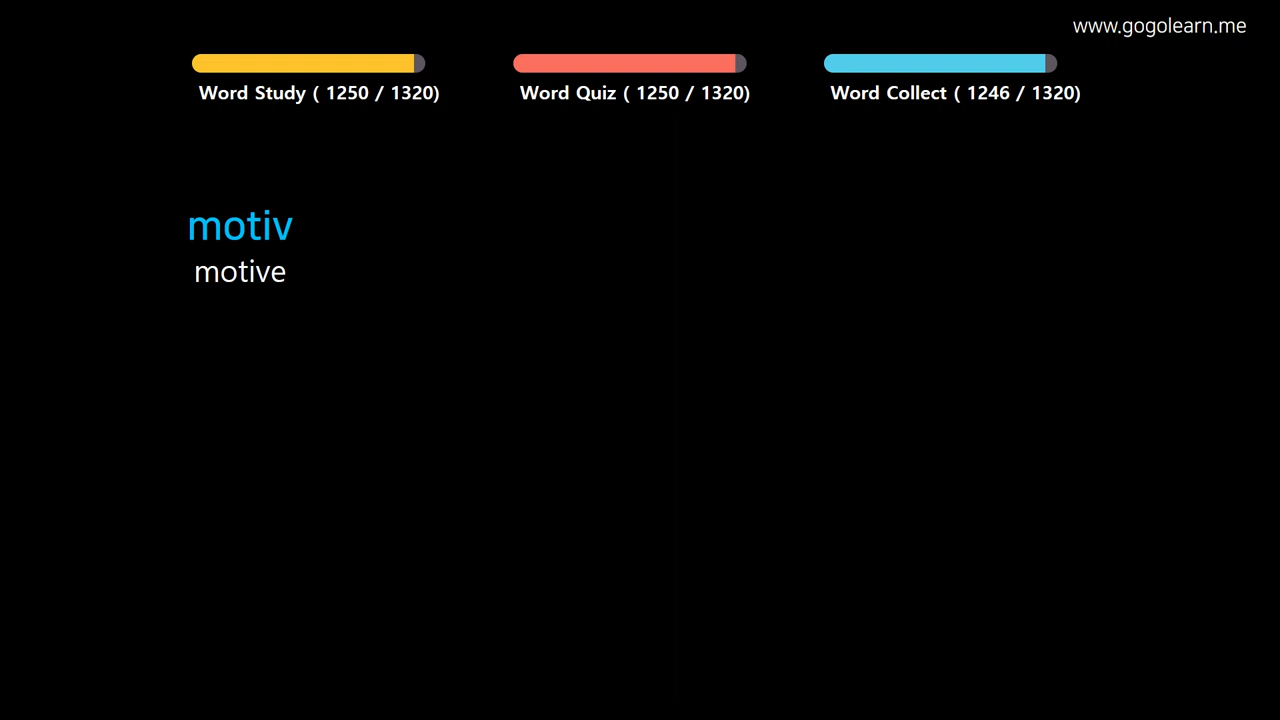 www.gogolearn.me
Word Study ( 1250 / 1320)
Word Quiz ( 1250 / 1320)
Word Collect ( 1246 / 1320)
motiv
motive